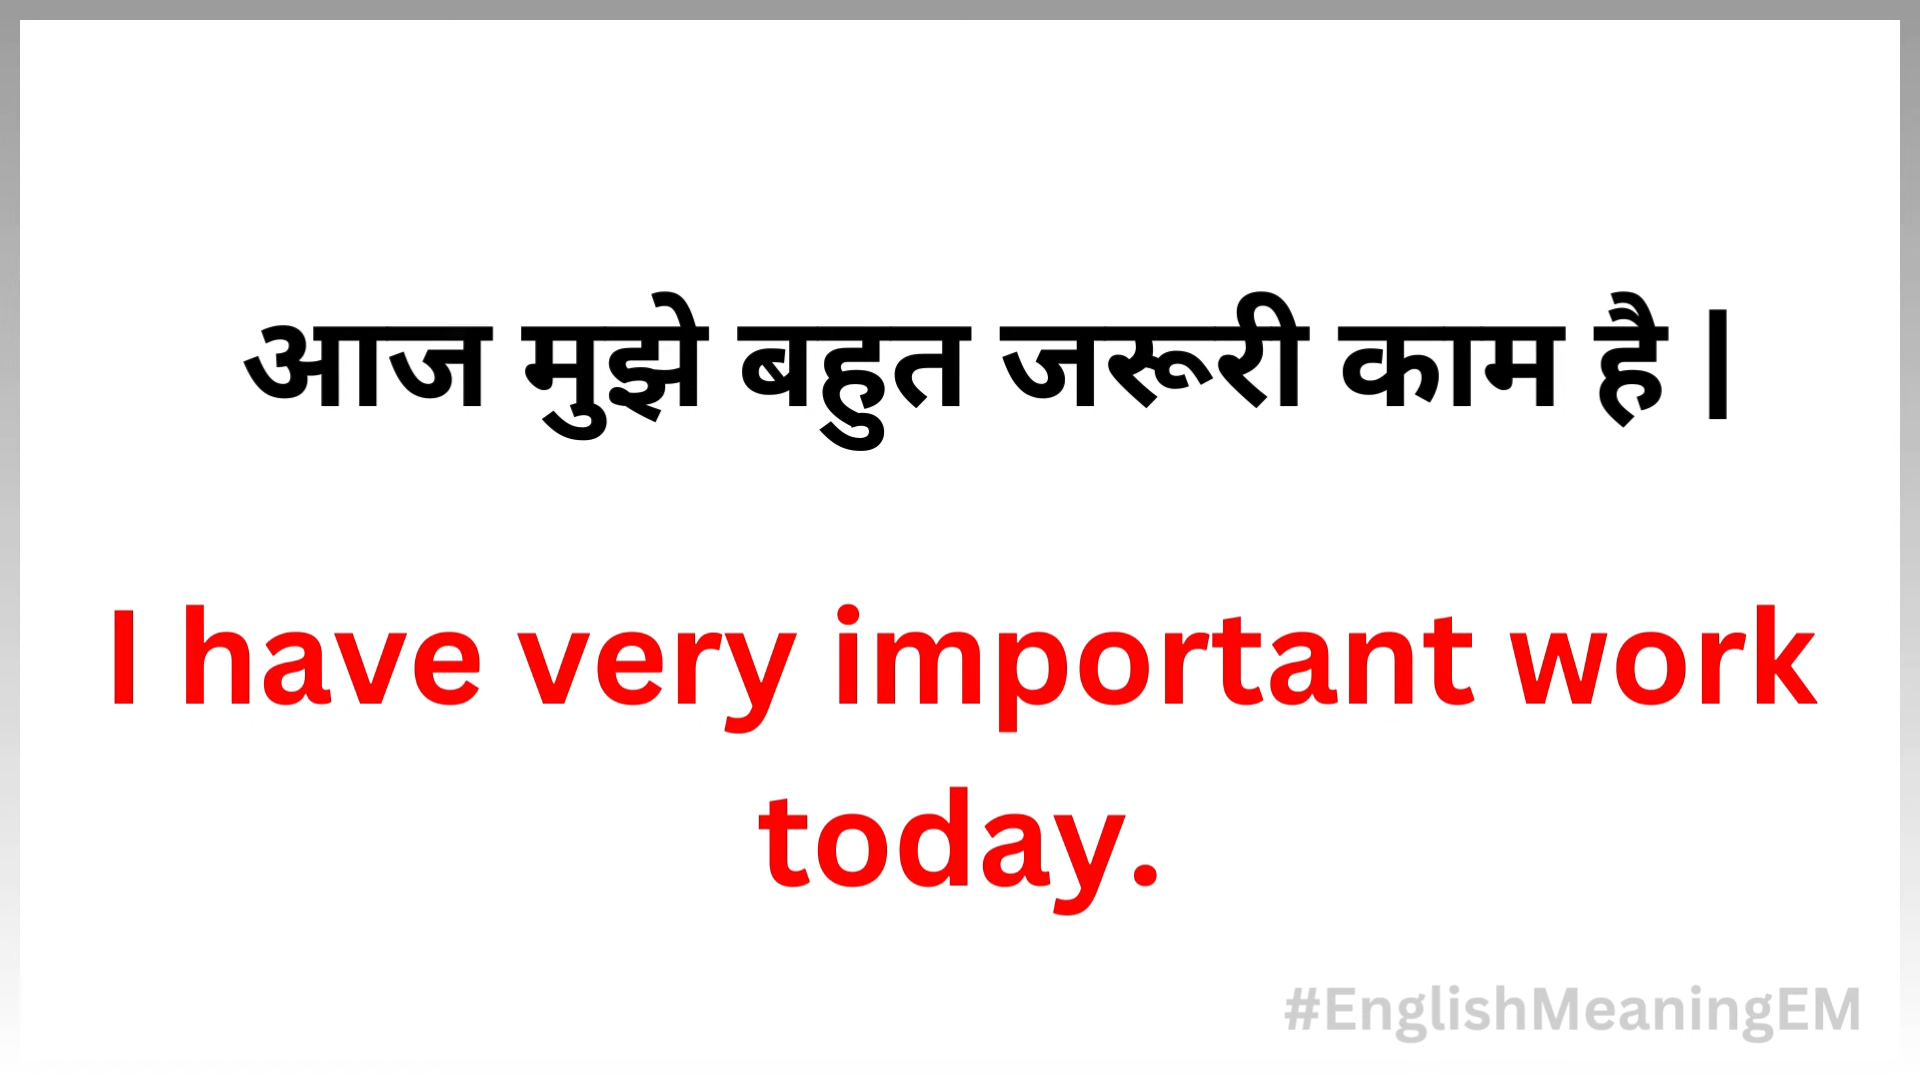 आज मुझे बहुत जरूरी काम है |
I have very important work
today.
#EnglishMeaningEM